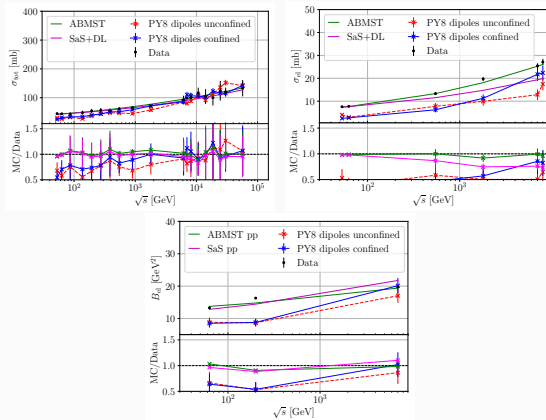 ABMST
SaS+DL
PY8 dipoles unconfined
PY8 dipoles confined
Data
σtot [mb]
400
300
200
100
MC/Data
1.5
1.0
0.5
10² 10³ 10⁴ 10⁵
√s [GeV]
ABMST
SaS+DL
PY8 dipoles unconfined
PY8 dipoles confined
Data
σel [mb]
50
40
30
20
10
0
MC/Data
1.5
1.0
0.5
10² 10³
√s [GeV]
ABMST pp
SaS pp
PY8 dipoles unconfined
PY8 dipoles confined
Data
Bel [GeV²]
40
30
20
10
0
MC/Data
1.5
1.0
0.5
10² 10³
√s [GeV]